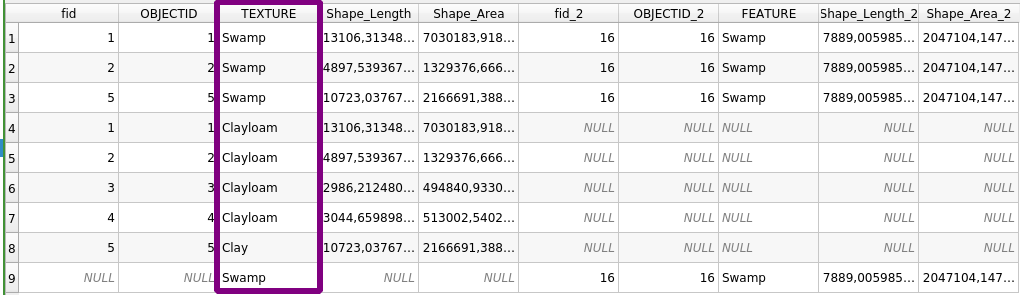 fid OBJECTID TEXTURE Shape_Length Shape_Area fid_2 OBJECTID_2 FEATURE Shape_Length_2 Shape_Area_2
1 1 1 Swamp 13106,31348... 7030183,918... 16 16 Swamp 7889,005985... 2047104,147...
2 2 2 Swamp 4897,539367... 1329376,666... 16 16 Swamp 7889,005985... 2047104,147...
3 5 5 Swamp 10723,03767... 2166691,388... 16 16 Swamp 7889,005985... 2047104,147...
4 1 1 Clayloam 13106,31348... 7030183,918... NULL NULL NULL NULL NULL
5 2 2 Clayloam 4897,539367... 1329376,666... NULL NULL NULL NULL NULL
6 3 3 Clayloam 2986,212480... 494840,9330... NULL NULL NULL NULL NULL
7 4 4 Clayloam 3044,659898... 513002,5402... NULL NULL NULL NULL NULL
8 5 5 Clay 10723,03767... 2166691,388... NULL NULL NULL NULL NULL
9 NULL NULL Swamp NULL NULL 16 16 Swamp 7889,005985... 2047104,147...